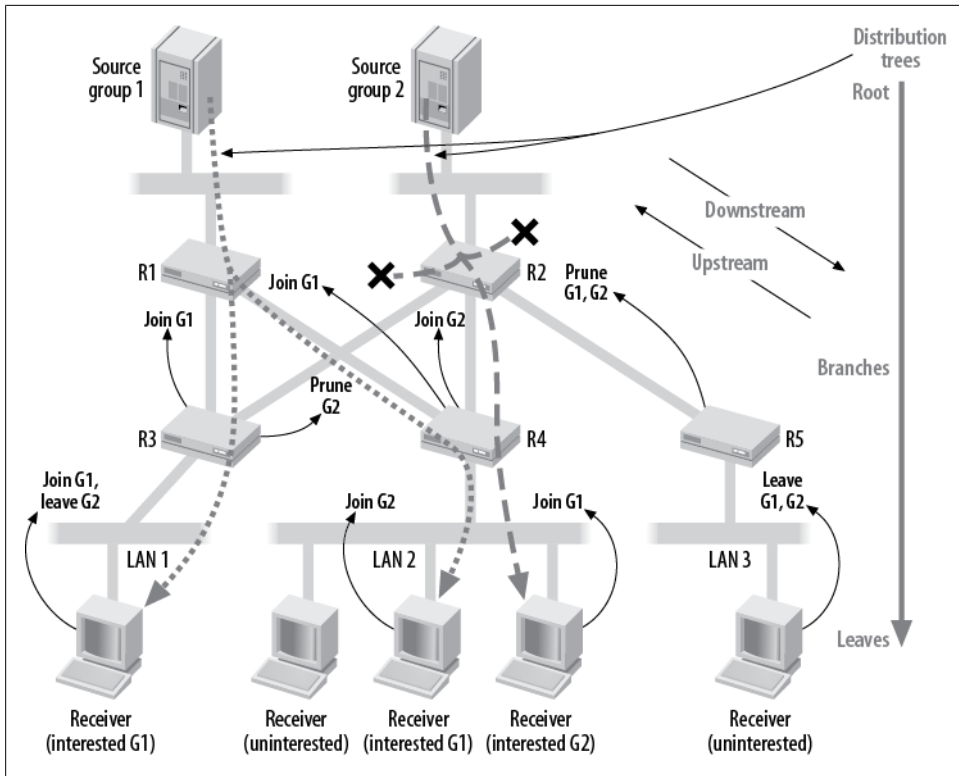 Source
group 1
Source
group 2
Distribution
trees
Root
Downstream
Upstream
R1
R2
Join G1
Prune
G1, G2
Join G1
Join G2
Branches
Prune
G2
R3
R4
R5
Join G1,
leave G2
Join G2
Join G1
Leave
G1, G2
LAN 1
LAN 2
LAN 3
Leaves
Receiver
(interested G1)
Receiver
(uninterested)
Receiver
(interested G1)
Receiver
(interested G2)
Receiver
(uninterested)